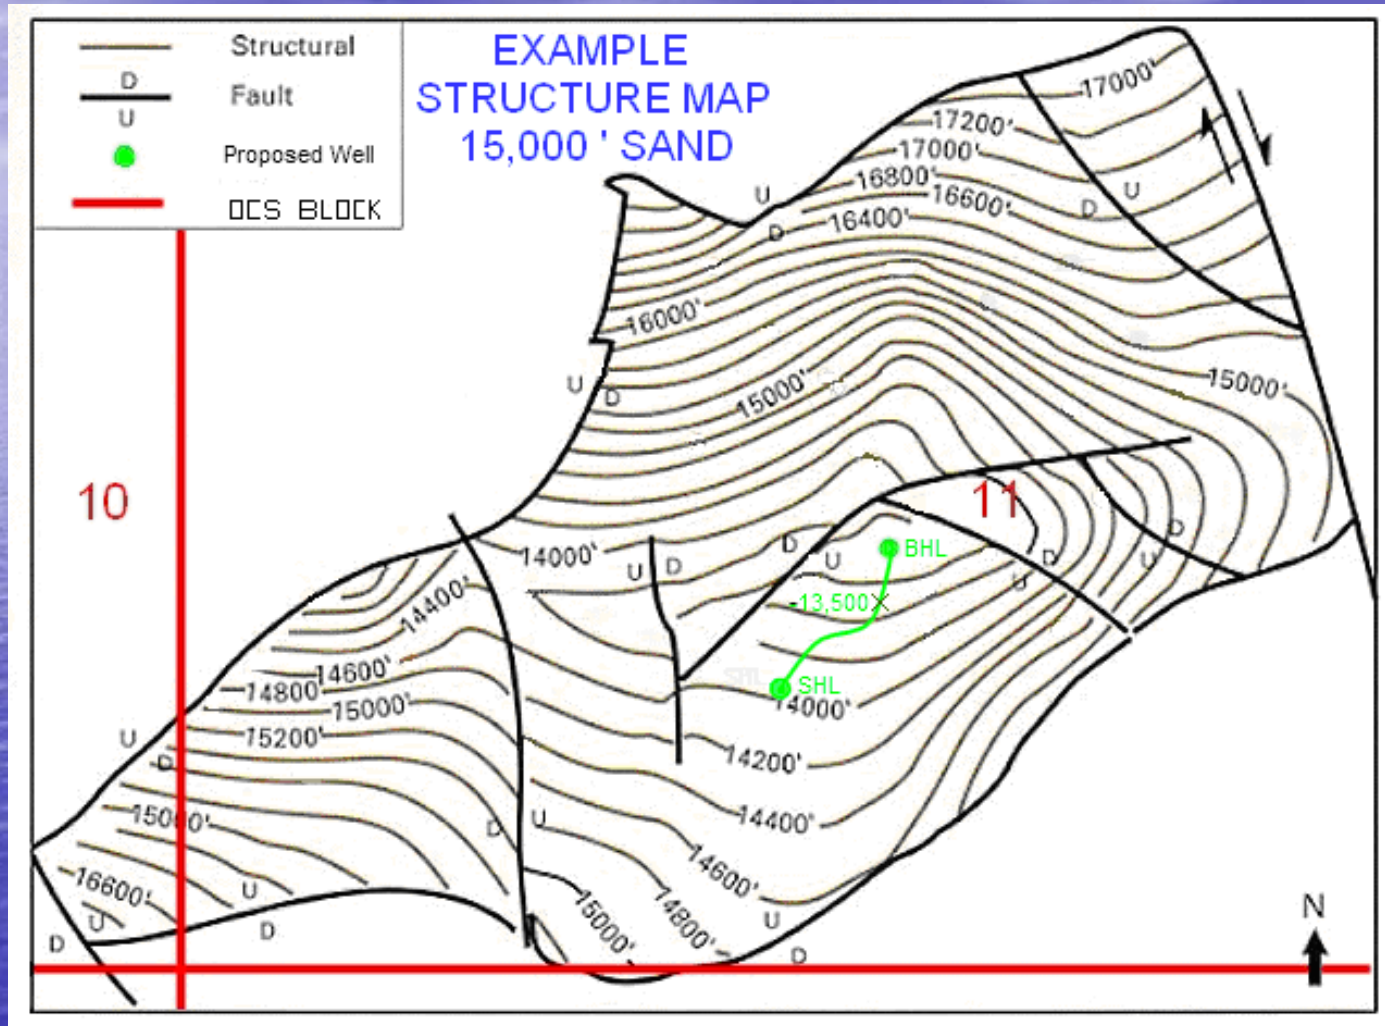 Structural
D
Fault
U
Proposed Well
OCS BLOCK
EXAMPLE
STRUCTURE MAP
15,000 ' SAND
17000'
17200'
17000'
16800'
16600'
16400'
U
D
U
D
16000'
15000'
15000'
U
D
10
11
14000'
U
D
D
U
BHL
D
U
D
U
-13,500
14400'
14600'
14800'
15000'
15200'
SHL
SHL
14000'
14200'
14400'
14600'
14800'
15000'
U
D
D
U
15000'
16600'
U
D
U
D
U
D
N